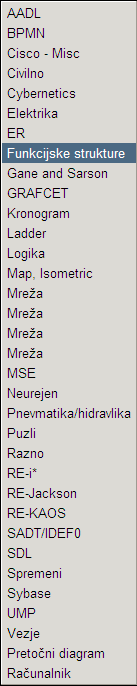 AADL
BPMN
Cisco - Misc
Civilno
Cybernetics
Elektrika
ER
Funkcijske strukture
Gane and Sarson
GRAFCET
Kronogram
Ladder
Logika
Map, Isometric
Mreža
Mreža
Mreža
Mreža
MSE
Neurejen
Pnevmatika/hidravlika
Puzli
Razno
RE-i*
RE-Jackson
RE-KAOS
SADT/IDEF0
SDL
Spremeni
Sybase
UMP
Vezje
Pretočni diagram
Računalnik